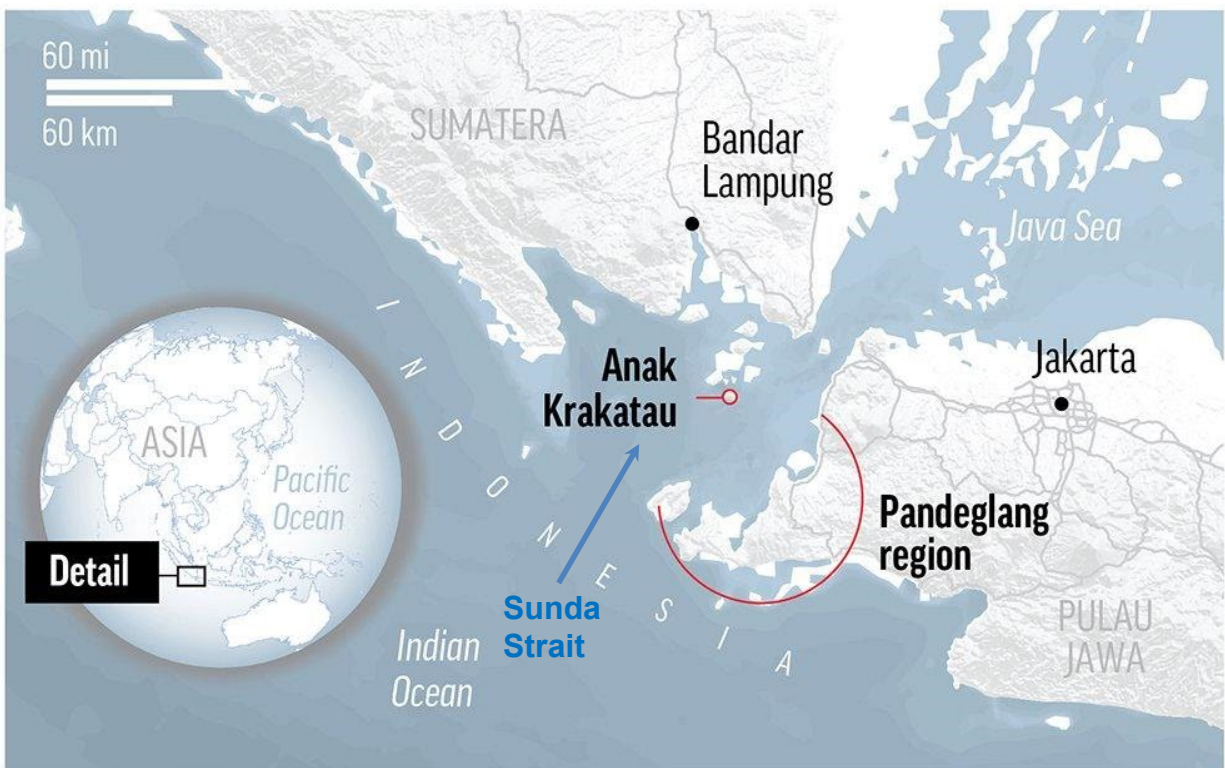 60 mi
60 km
SUMATERA
Bandar
Lampung
Java Sea
INDONESIA
Anak
Krakatau
Jakarta
ASIA
Pacific
Ocean
Detail
Pandeglang
region
Sunda
Strait
Indian
Ocean
PULAU
JAWA